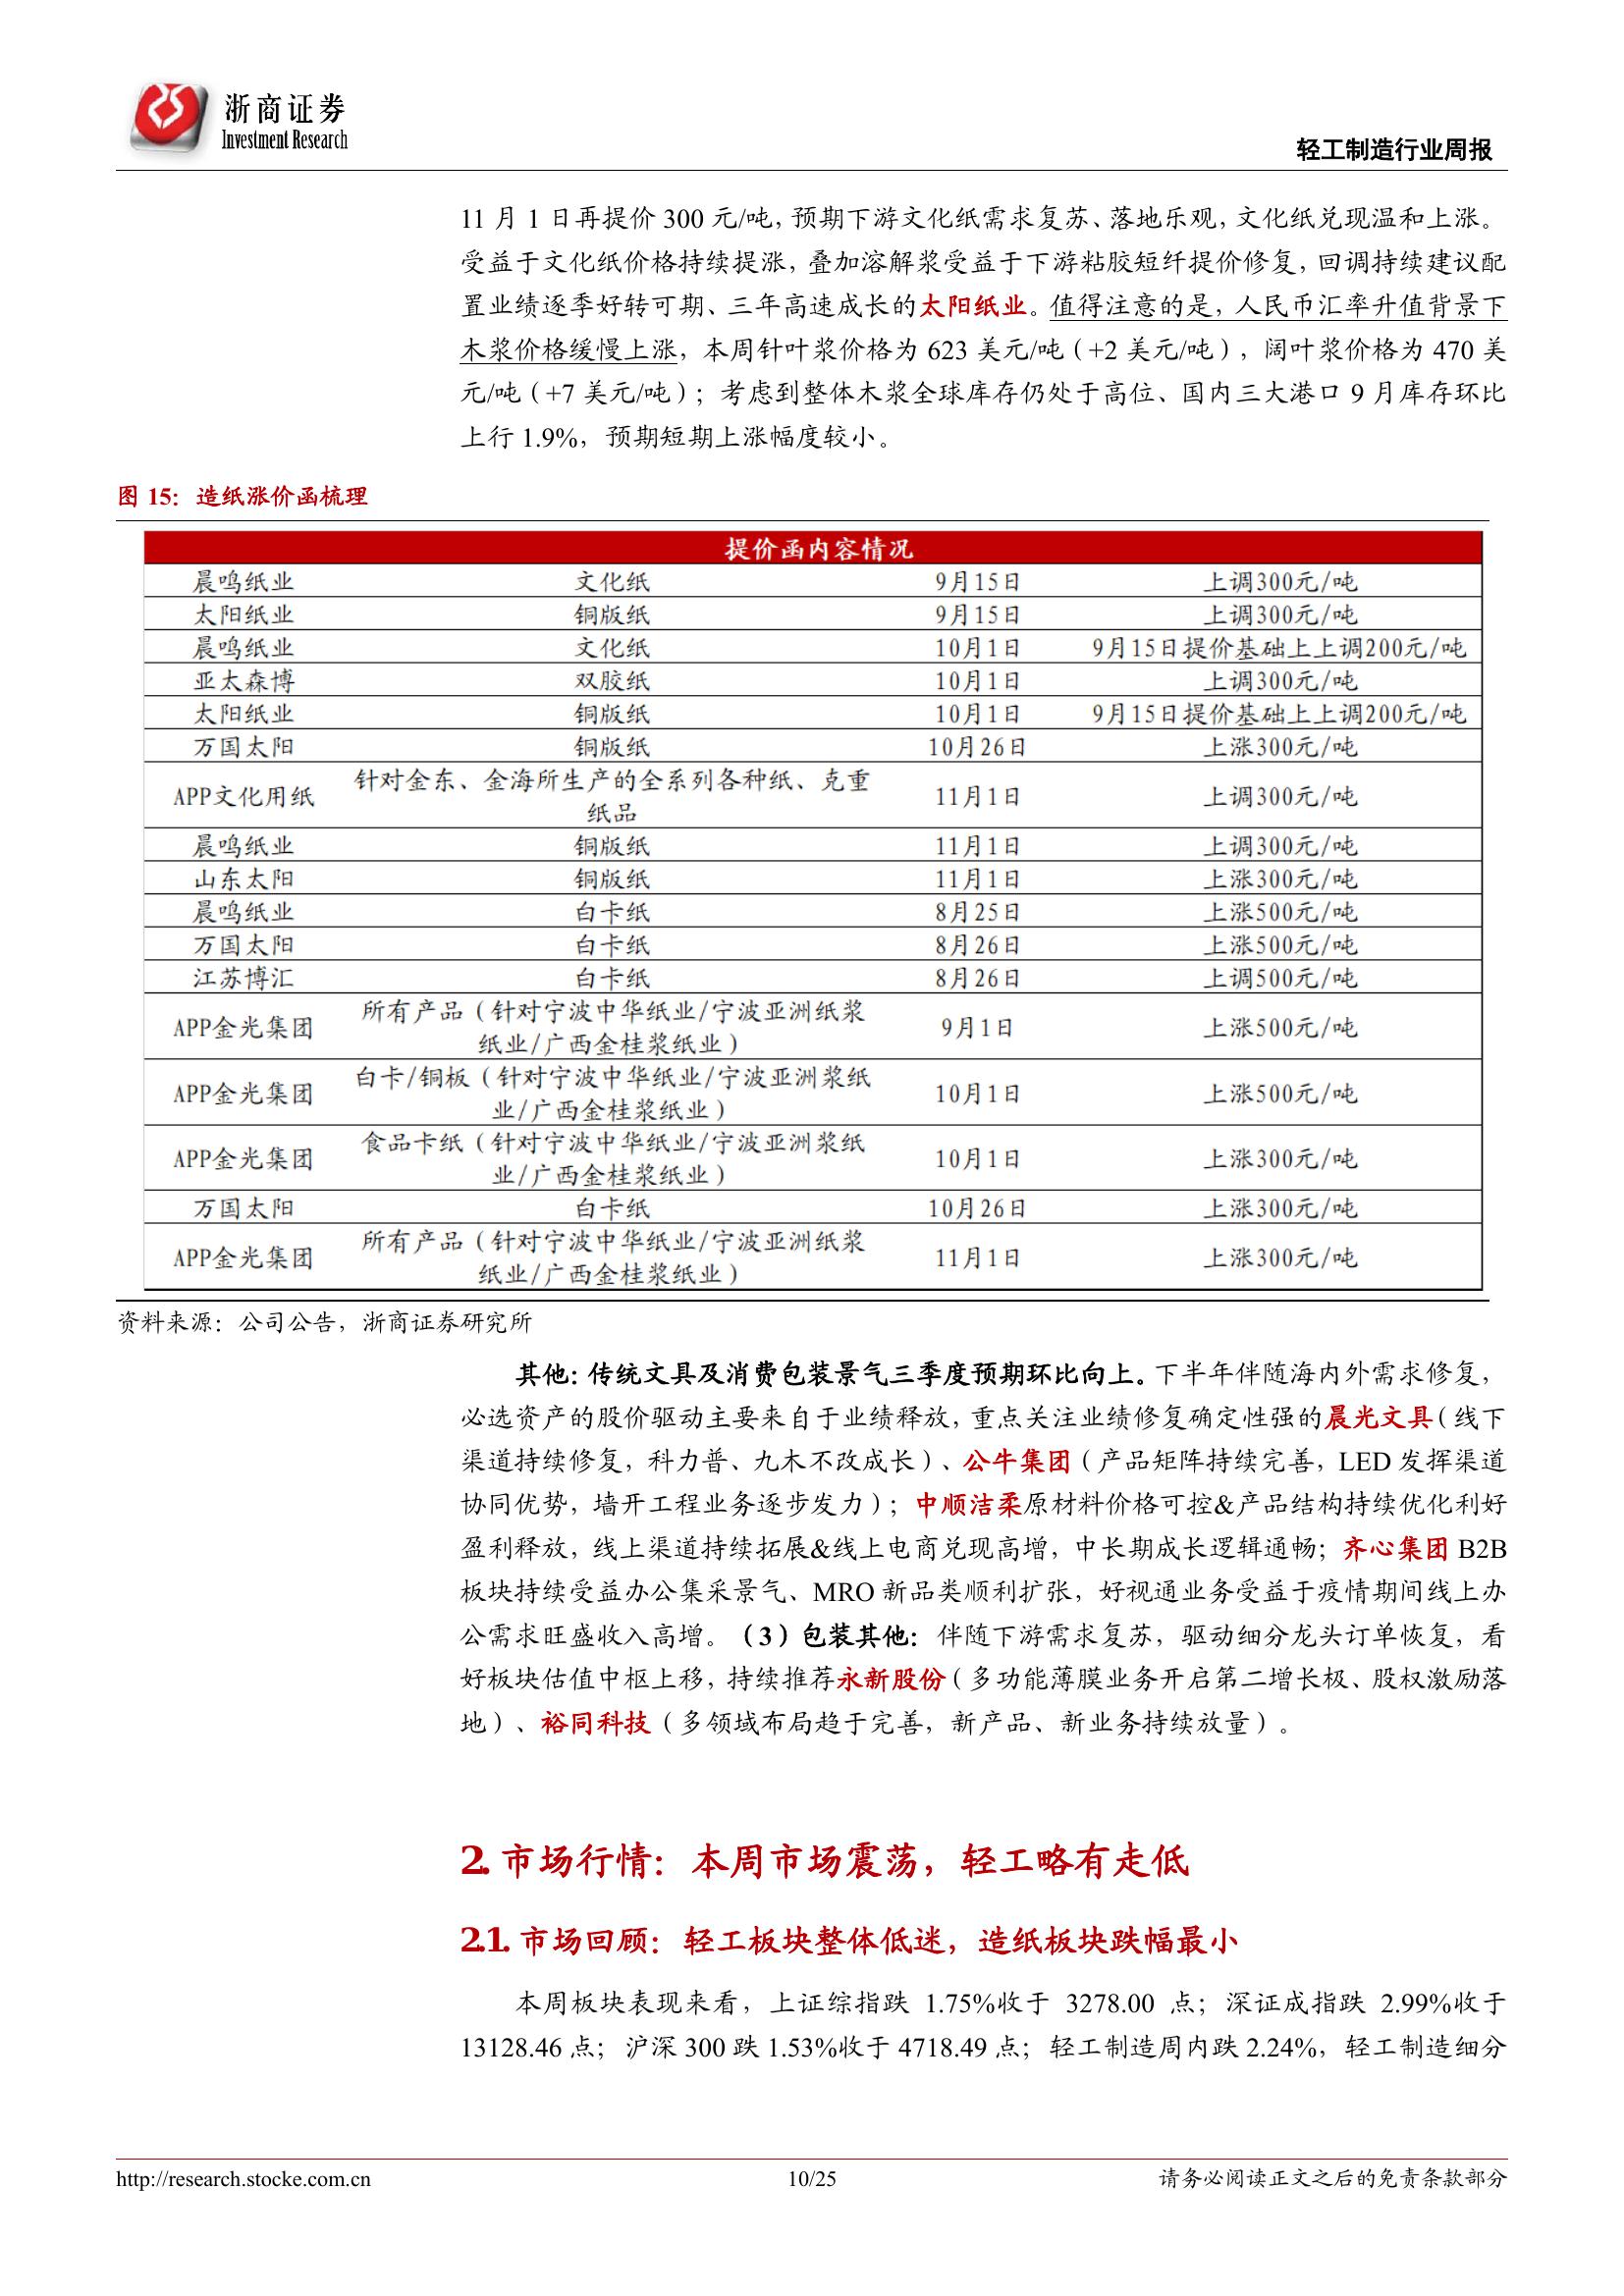 浙商证券
Investment Research
轻工制造行业周报
11 月 1 日再提价 300 元/吨，预期下游文化纸需求复苏、落地乐观，文化纸兑现温和上涨。
受益于文化纸价格持续提涨，叠加溶解浆受益于下游粘胶短纤提价修复，回调持续建议配
置业绩逐季好转可期、三年高速成长的太阳纸业。值得注意的是，人民币汇率升值背景下
木浆价格缓慢上涨，本周针叶浆价格为 623 美元/吨（+2 美元/吨），阔叶浆价格为 470 美
元/吨（+7 美元/吨）；考虑到整体木浆全球库存仍处于高位、国内三大港口 9 月库存环比
上行 1.9%，预期短期上涨幅度较小。
图 15：造纸涨价函梳理
提价函内容情况
晨鸣纸业 文化纸 9月15日 上调300元/吨
太阳纸业 铜版纸 9月15日 上调300元/吨
晨鸣纸业 文化纸 10月1日 9月15日提价基础上上调200元/吨
亚太森博 双胶纸 10月1日 上调300元/吨
太阳纸业 铜版纸 10月1日 9月15日提价基础上上调200元/吨
万国太阳 铜版纸 10月26日 上涨300元/吨
APP文化用纸 针对金东、金海所生产的全系列各种纸、克重
纸品 11月1日 上调300元/吨
晨鸣纸业 铜版纸 11月1日 上调300元/吨
山东太阳 铜版纸 11月1日 上涨300元/吨
晨鸣纸业 白卡纸 8月25日 上涨500元/吨
万国太阳 白卡纸 8月26日 上涨500元/吨
江苏博汇 白卡纸 8月26日 上调500元/吨
APP金光集团 所有产品（针对宁波中华纸业/宁波亚洲纸浆
纸业/广西金桂浆纸业） 9月1日 上涨500元/吨
APP金光集团 白卡/铜板（针对宁波中华纸业/宁波亚洲浆纸
业/广西金桂浆纸业） 10月1日 上涨500元/吨
APP金光集团 食品卡纸（针对宁波中华纸业/宁波亚洲浆纸
业/广西金桂浆纸业） 10月1日 上涨300元/吨
万国太阳 白卡纸 10月26日 上涨300元/吨
APP金光集团 所有产品（针对宁波中华纸业/宁波亚洲纸浆
纸业/广西金桂浆纸业） 11月1日 上涨300元/吨
资料来源：公司公告，浙商证券研究所
其他：传统文具及消费包装景气三季度预期环比向上。下半年伴随海内外需求修复，
必选资产的股价驱动主要来自于业绩释放，重点关注业绩修复确定性强的晨光文具（线下
渠道持续修复，科力普、九木不改成长）、公牛集团（产品矩阵持续完善，LED 发挥渠道
协同优势，墙开工程业务逐步发力）；中顺洁柔原材料价格可控&产品结构持续优化利好
盈利释放，线上渠道持续拓展&线上电商兑现高增，中长期成长逻辑通畅；齐心集团 B2B
板块持续受益办公集采景气、MRO 新品类顺利扩张，好视通业务受益于疫情期间线上办
公需求旺盛收入高增。（3）包装其他：伴随下游需求复苏，驱动细分龙头订单恢复，看
好板块估值中枢上移，持续推荐永新股份（多功能薄膜业务开启第二增长极、股权激励落
地）、裕同科技（多领域布局趋于完善，新产品、新业务持续放量）。
2. 市场行情：本周市场震荡，轻工略有走低
2.1. 市场回顾：轻工板块整体低迷，造纸板块跌幅最小
本周板块表现来看，上证综指跌 1.75%收于 3278.00 点；深证成指跌 2.99%收于
13128.46 点；沪深 300 跌 1.53%收于 4718.49 点；轻工制造周内跌 2.24%，轻工制造细分
http://research.stocke.com.cn
10/25
请务必阅读正文之后的免责条款部分